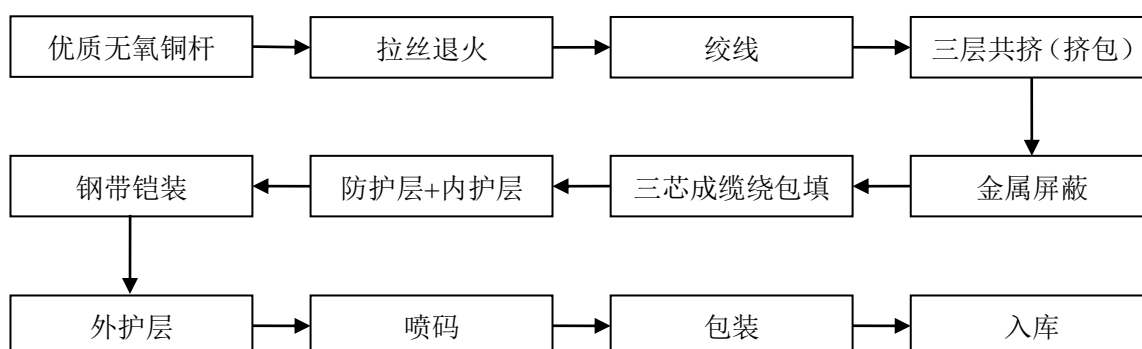 优质无氧铜杆
拉丝退火
绞线
三层共挤（挤包）
钢带铠装
防护层+内护层
三芯成缆绕包填
金属屏蔽
外护层
喷码
包装
入库